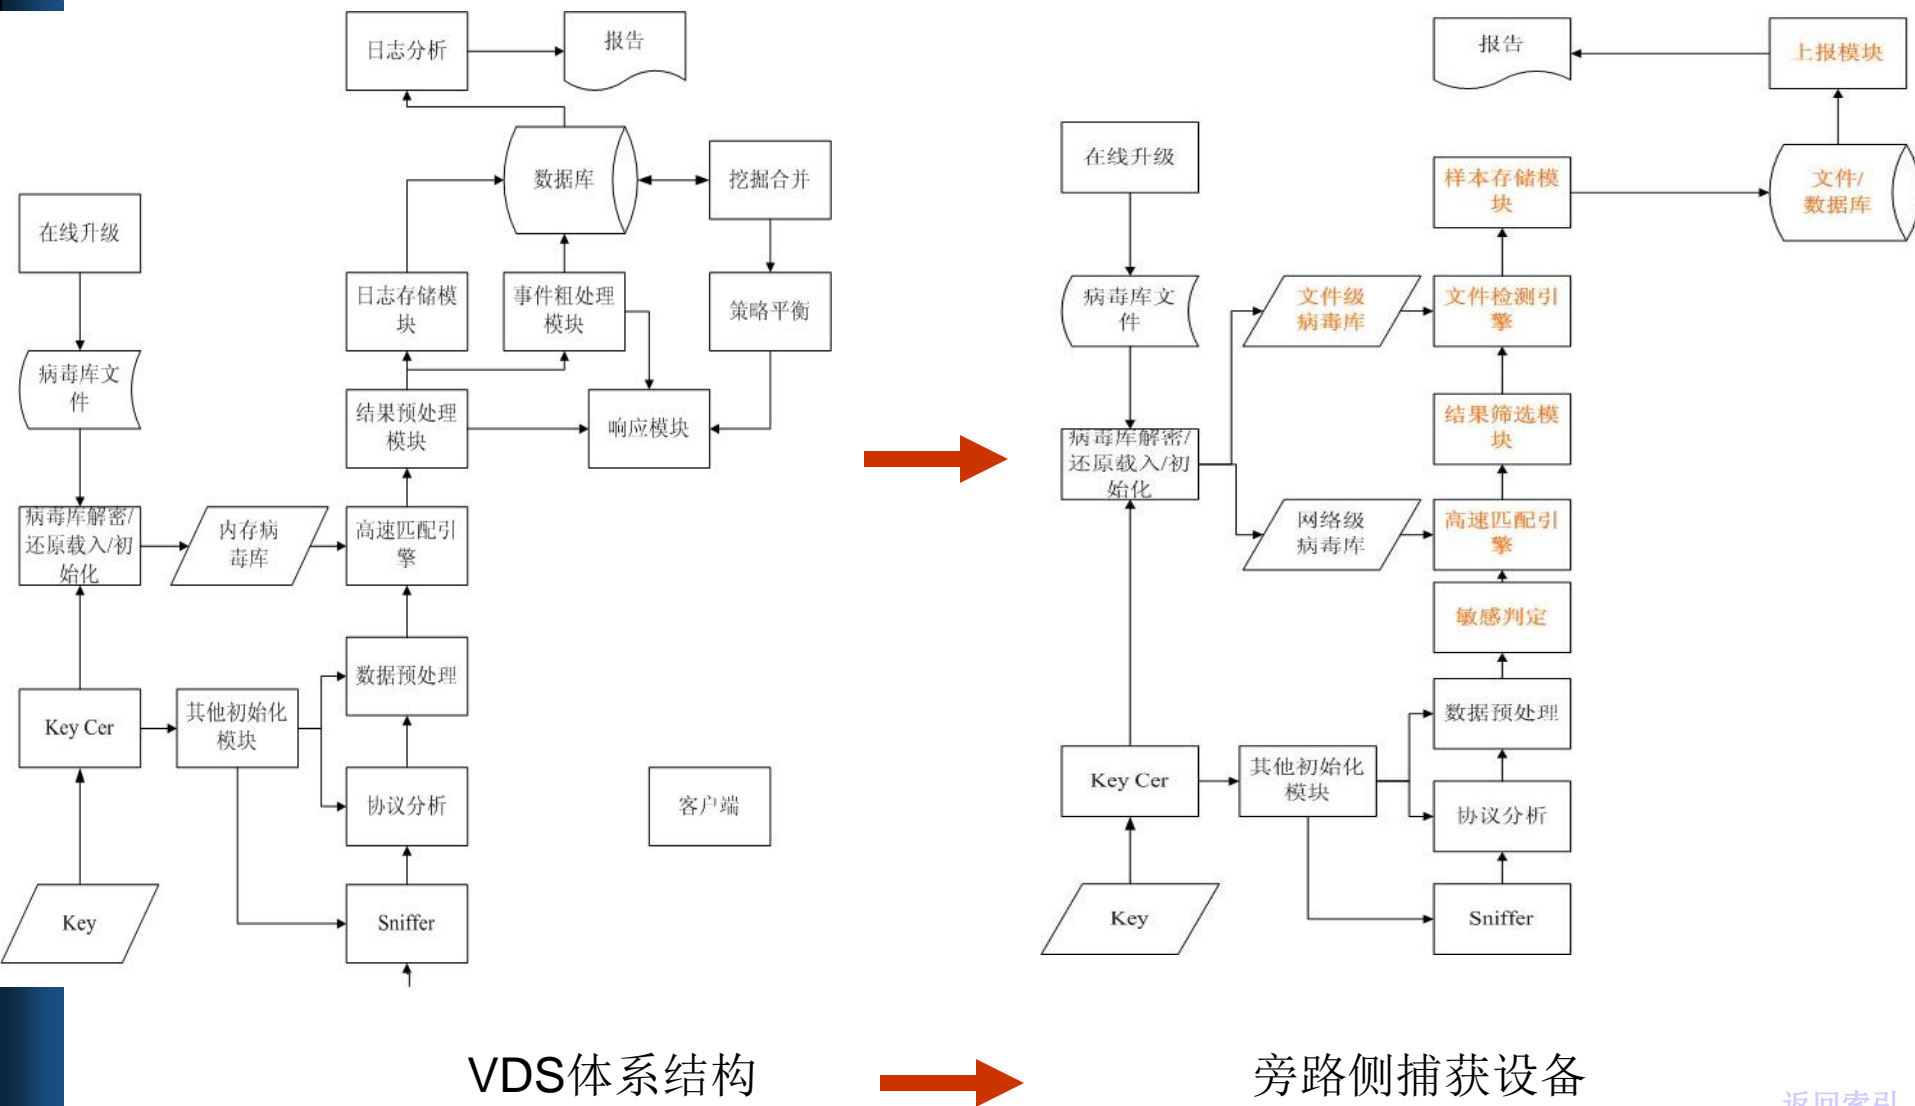 日志分析
报告
数据库
挖掘合并
在线升级
日志存储模
块
事件粗处理
模块
策略平衡
病毒库文
件
结果预处理
模块
响应模块
病毒库解密/
还原载入/初
始化
内存病
毒库
高速匹配引
擎
数据预处理
Key Cer
其他初始化
模块
协议分析
客户端
Key
Sniffer
VDS体系结构
报告
上报模块
在线升级
样本存储模
块
文件/
数据库
病毒库文
件
文件级
病毒库
文件检测引
擎
结果筛选模
块
病毒库解密/
还原载入/初
始化
网络级
病毒库
高速匹配引
擎
敏感判定
数据预处理
Key Cer
其他初始化
模块
协议分析
Key
Sniffer
旁路侧捕获设备
返回索引